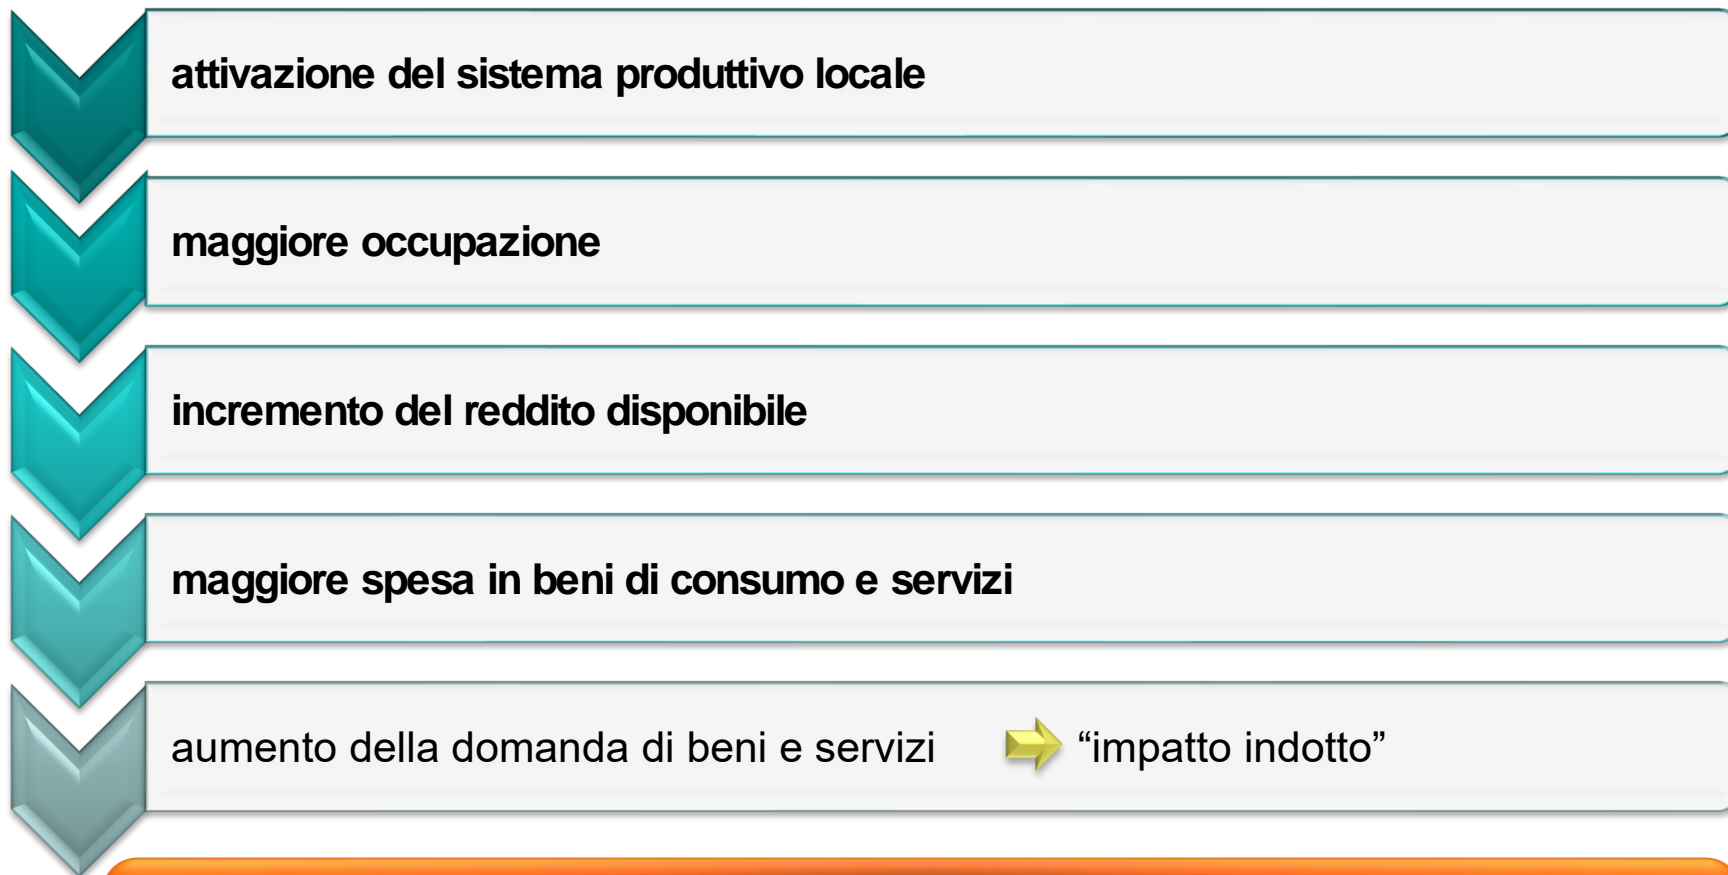 attivazione del sistema produttivo locale
maggiore occupazione
incremento del reddito disponibile
maggiore spesa in beni di consumo e servizi
aumento della domanda di beni e servizi “impatto indotto”